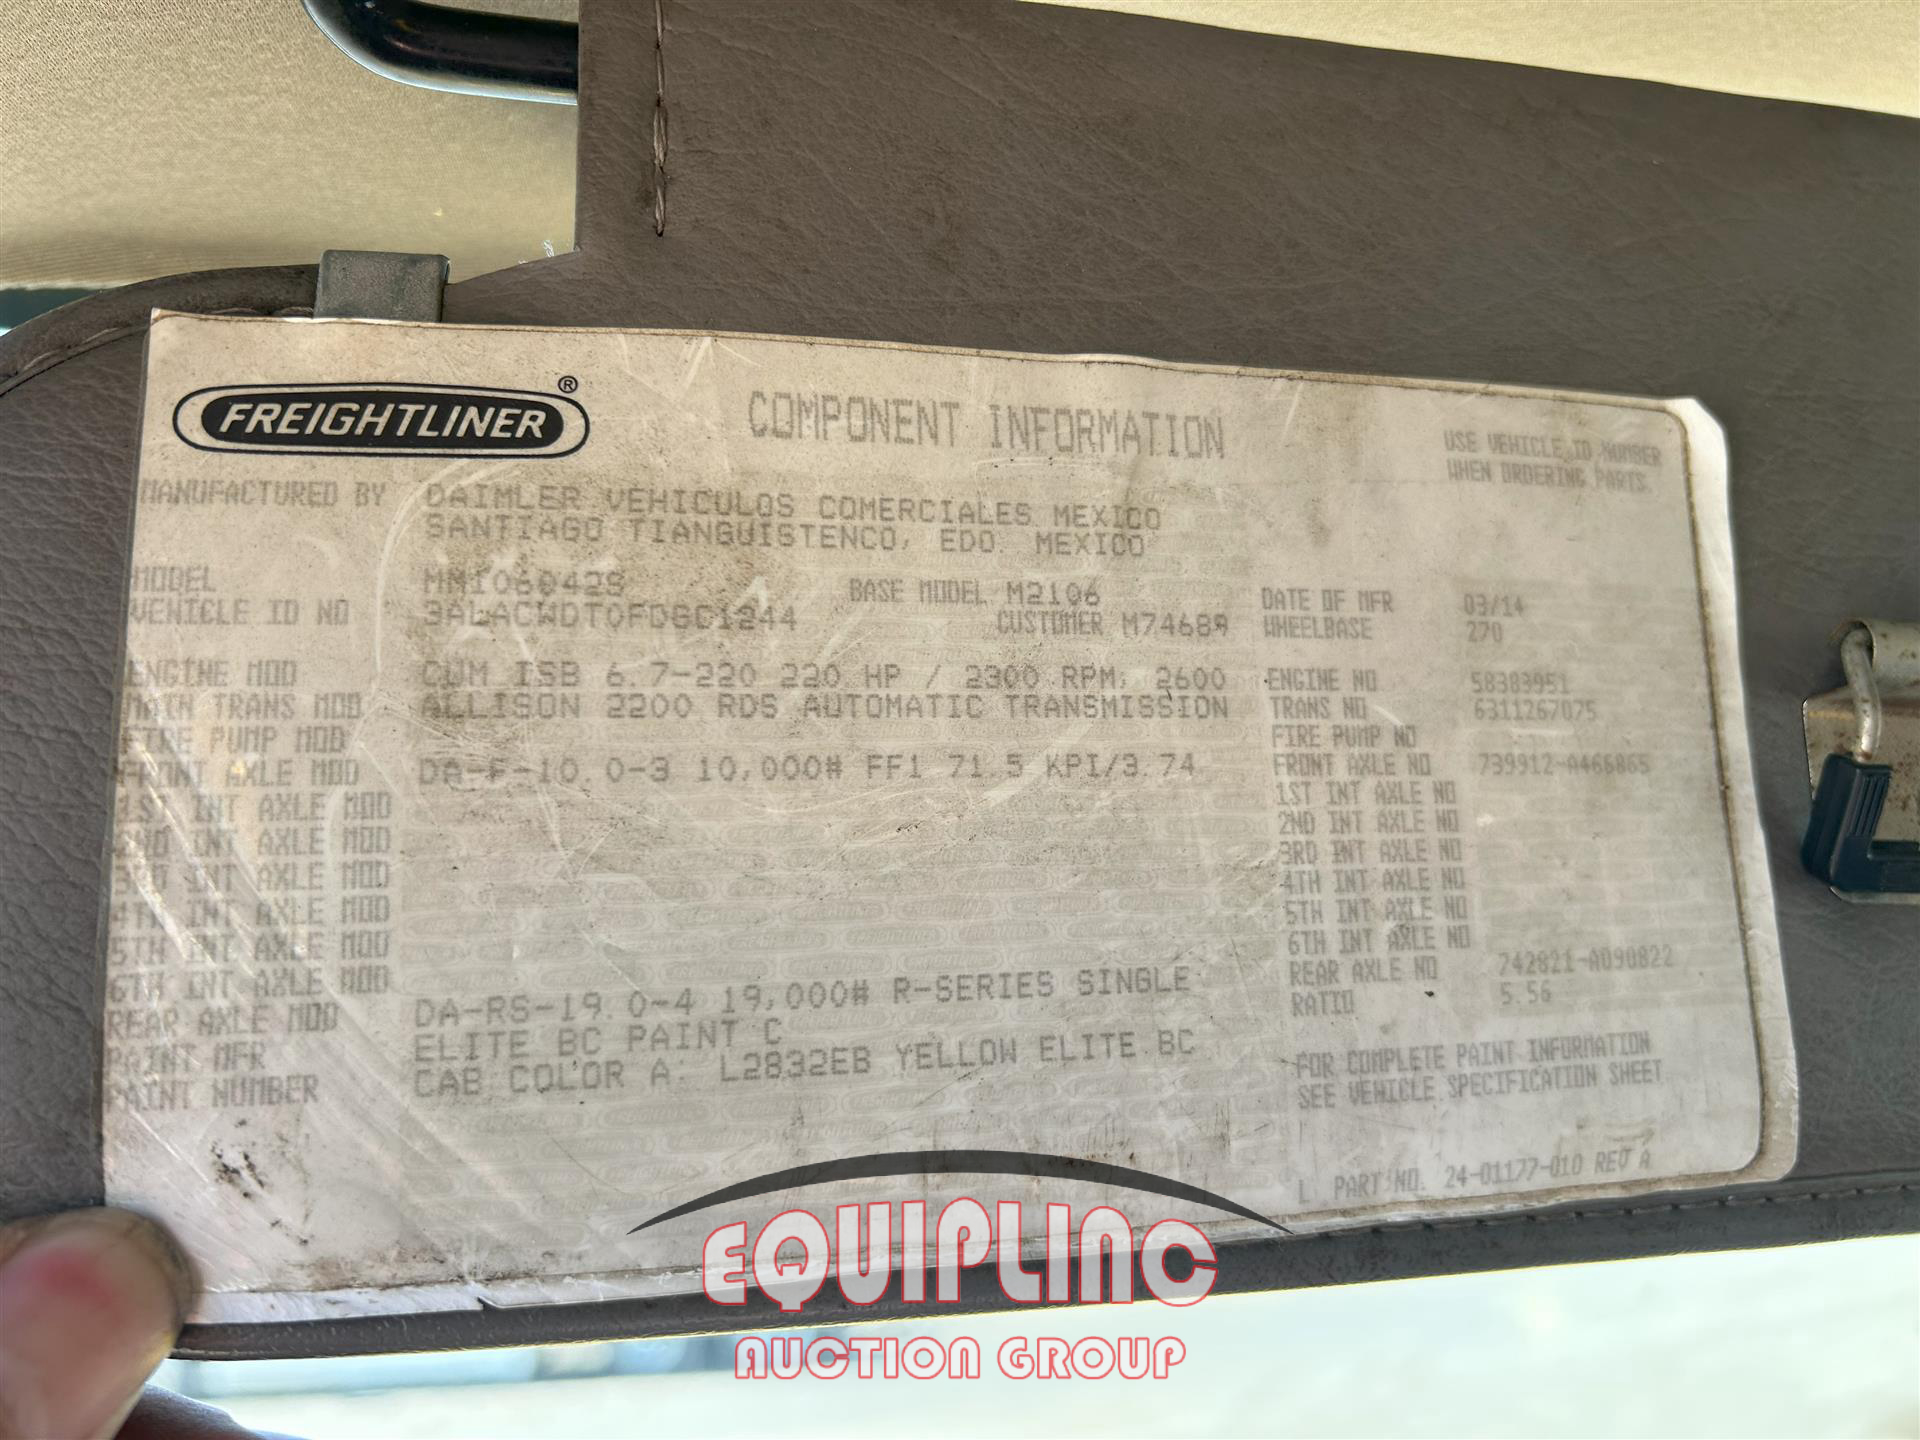 FREIGHTLINER ®
COMPONENT INFORMATION
USE VEHICLE ID NUMBER
WHEN ORDERING PARTS.
MANUFACTURED BY DAIMLER VEHICULOS COMERCIALES MEXICO
SANTIAGO TIANGUISTENCO, EDO. MEXICO
MODEL MM106042S BASE MODEL M2106 DATE OF MFR 03/14
VEHICLE ID NO 3ALACWDT0FDGC1244 CUSTOMER M74689 WHEELBASE 270
ENGINE MOD CUM ISB 6.7-220 220 HP / 2300 RPM; 2600 ENGINE NO 58383951
MAIN TRANS MOD ALLISON 2200 RDS AUTOMATIC TRANSMISSION TRANS NO 6311267075
FIRE PUMP MOD FIRE PUMP NO
FRONT AXLE MOD DA-F-10.0-3 10,000# FF1 71.5 KPI/3.74 FRONT AXLE NO 739912-A466865
1ST INT AXLE MOD 1ST INT AXLE NO
2ND INT AXLE MOD 2ND INT AXLE NO
3RD INT AXLE MOD 3RD INT AXLE NO
4TH INT AXLE MOD 4TH INT AXLE NO
5TH INT AXLE MOD 5TH INT AXLE NO
6TH INT AXLE MOD 6TH INT AXLE NO
REAR AXLE MOD DA-RS-19.0-4 19,000# R-SERIES SINGLE REAR AXLE NO 742821-A090822
RATIO 5.56
PAINT MFR ELITE BC PAINT C
PAINT NUMBER CAB COLOR A: L2832EB YELLOW ELITE BC
FOR COMPLETE PAINT INFORMATION
SEE VEHICLE SPECIFICATION SHEET.
PART NO. 24-01177-010 REV A
EQUIPLINC
AUCTION GROUP